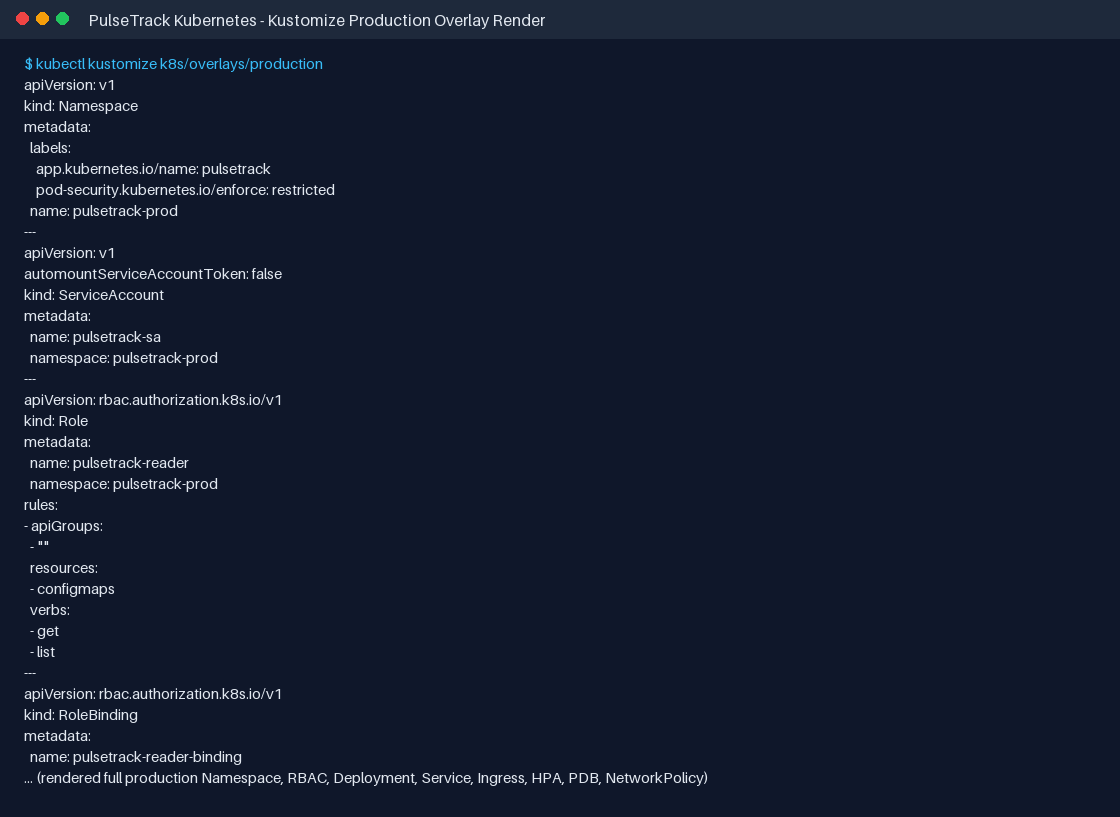 PulseTrack Kubernetes - Kustomize Production Overlay Render
$ kubectl kustomize k8s/overlays/production
apiVersion: v1
kind: Namespace
metadata:
  labels:
    app.kubernetes.io/name: pulsetrack
    pod-security.kubernetes.io/enforce: restricted
  name: pulsetrack-prod
---
apiVersion: v1
automountServiceAccountToken: false
kind: ServiceAccount
metadata:
  name: pulsetrack-sa
  namespace: pulsetrack-prod
---
apiVersion: rbac.authorization.k8s.io/v1
kind: Role
metadata:
  name: pulsetrack-reader
  namespace: pulsetrack-prod
rules:
- apiGroups:
  - ""
  resources:
  - configmaps
  verbs:
  - get
  - list
---
apiVersion: rbac.authorization.k8s.io/v1
kind: RoleBinding
metadata:
  name: pulsetrack-reader-binding
... (rendered full production Namespace, RBAC, Deployment, Service, Ingress, HPA, PDB, NetworkPolicy)